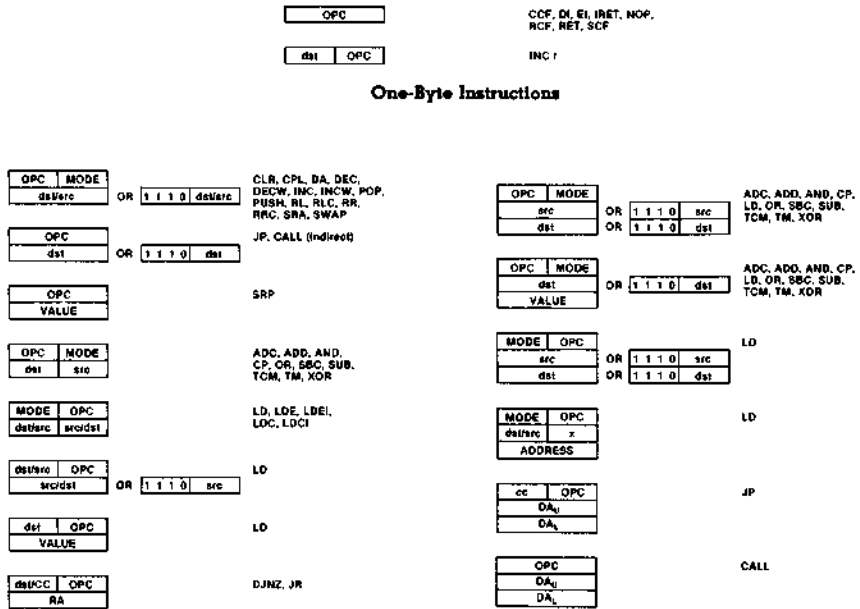 OPC CCF, DI, EI, IRET, NOP,
RCF, RET, SCF
dst OPC INC r
One-Byte Instructions
OPC MODE
dst/src OR 1 1 1 0 dst/src
CLR, CPL, DA, DEC,
DECW, INC, INCW, POP,
PUSH, RL, RLC, RR,
RRC, SRA, SWAP
OPC
dst OR 1 1 1 0 dst
JP, CALL (Indirect)
OPC
VALUE
SRP
OPC MODE
dst src
ADC, ADD, AND,
CP, OR, SBC, SUB,
TCM, TM, XOR
MODE OPC
dst/src src/dst
LD, LDE, LDEI,
LDC, LDCI
dst/src OPC
src/dst OR 1 1 1 0 src
LD
dst OPC
VALUE
LD
dst/CC OPC
RA
DJNZ, JR
OPC MODE
src OR 1 1 1 0 src
dst OR 1 1 1 0 dst
ADC, ADD, AND, CP,
LD, OR, SBC, SUB,
TCM, TM, XOR
OPC MODE
dst OR 1 1 1 0 dst
VALUE
ADC, ADD, AND, CP,
LD, OR, SBC, SUB,
TCM, TM, XOR
MODE OPC
src OR 1 1 1 0 src
dst OR 1 1 1 0 dst
LD
MODE OPC
dst/src x
ADDRESS
LD
cc OPC
DAU
DAL
JP
OPC
DAU
DAL
CALL